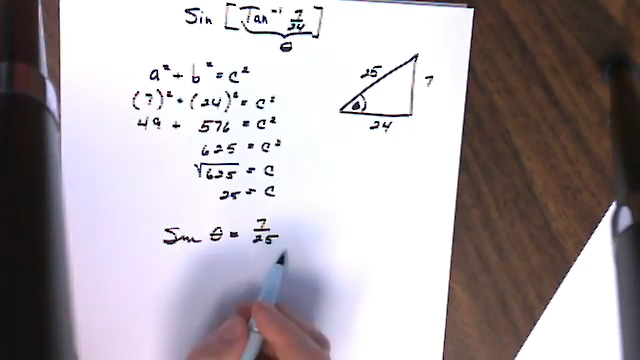 Sin [Tan⁻¹ 7/24]
θ
a² + b² = c²
(7)² + (24)² = c²
49 + 576 = c²
625 = c²
√625 = c
25 = c
Sin θ = 7/25
25
7
θ
24